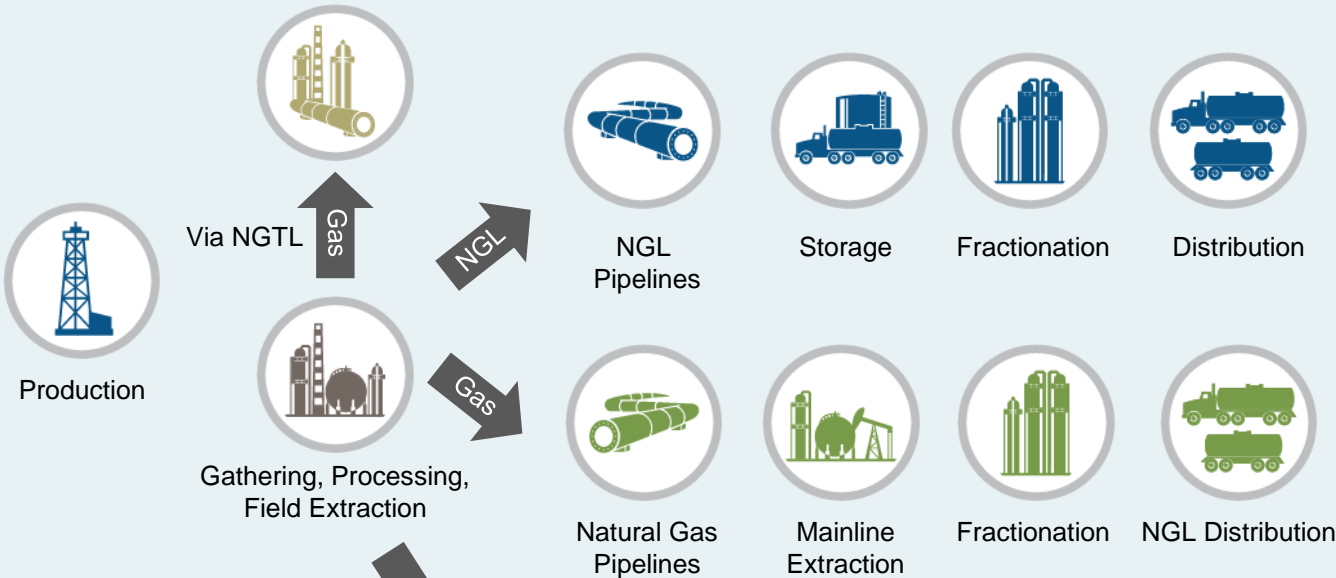 Via NGTL
Gas
NGL
NGL
Pipelines
Storage
Fractionation
Distribution
Production
Gas
Gathering, Processing,
Field Extraction
Natural Gas
Pipelines
Mainline
Extraction
Fractionation
NGL Distribution